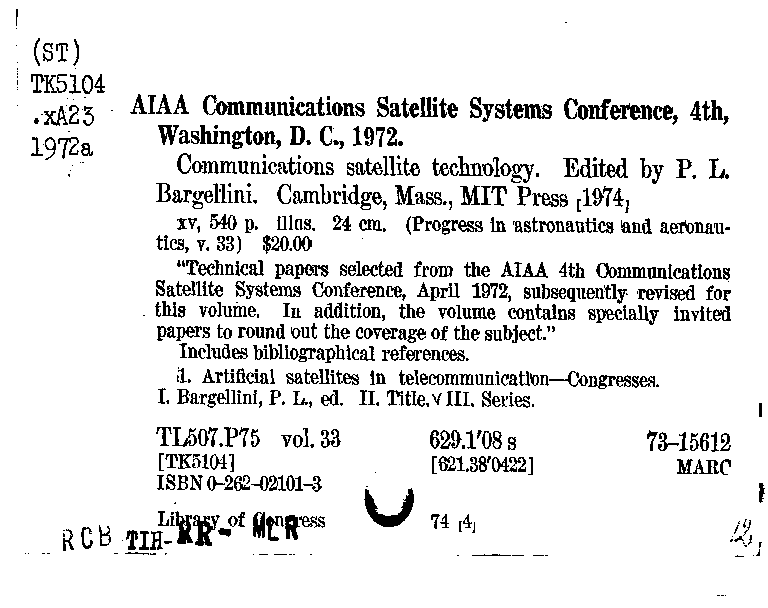 (ST)
TK5104
.xA23
1972a
AIAA Communications Satellite Systems Conference, 4th,
Washington, D. C., 1972.
Communications satellite technology. Edited by P. L.
Bargellini. Cambridge, Mass., MIT Press [1974]
xv, 540 p. illus. 24 cm. (Progress in astronautics and aeronau-
tics, v. 33) $20.00
"Technical papers selected from the AIAA 4th Communications
Satellite Systems Conference, April 1972, subsequently revised for
this volume. In addition, the volume contains specially invited
papers to round out the coverage of the subject."
Includes bibliographical references.
1. Artificial satellites in telecommunication—Congresses.
I. Bargellini, P. L., ed. II. Title. v III. Series.
TL507.P75 vol. 33 629.1'08 s 73-15612
[TK5104] [621.38'0422] MARC
ISBN 0-262-02101-3
Library of Congress 74 [4]
RCB TIH- RR- MLR